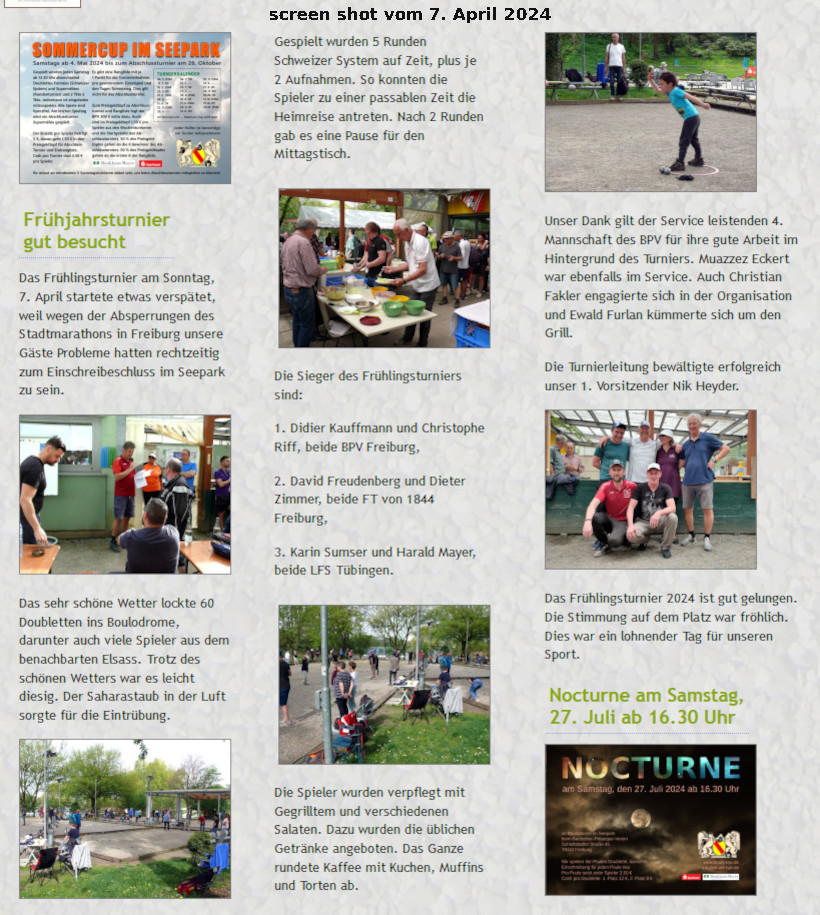 screen shot vom 7. April 2024
SOMMERCUP IM SEEPARK
Samstags ab 4. Mai 2024 bis zum Abschlussturnier am 26. Oktober
TURNIERKALENDER
Frühjahrsturnier
gut besucht
Das Frühlingsturnier am Sonntag,
7. April startete etwas verspätet,
weil wegen der Absperrungen des
Stadtmarathons in Freiburg unsere
Gäste Probleme hatten rechtzeitig
zum Einschreibeschluss im Seepark
zu sein.
Das sehr schöne Wetter lockte 60
Doubletten ins Boulodrome,
darunter auch viele Spieler aus dem
benachbarten Elsass. Trotz des
schönen Wetters war es leicht
diesig. Der Saharastaub in der Luft
sorgte für die Eintrübung.
Gespielt wurden 5 Runden
Schweizer System auf Zeit, plus je
2 Aufnahmen. So konnten die
Spieler zu einer passablen Zeit die
Heimreise antreten. Nach 2 Runden
gab es eine Pause für den
Mittagstisch.
Die Sieger des Frühlingsturniers
sind:
1. Didier Kauffmann und Christophe
Riff, beide BPV Freiburg,
2. David Freudenberg und Dieter
Zimmer, beide FT von 1844
Freiburg,
3. Karin Sumser und Harald Mayer,
beide LFS Tübingen.
Die Spieler wurden verpflegt mit
Gegrilltem und verschiedenen
Salaten. Dazu wurden die üblichen
Getränke angeboten. Das Ganze
rundete Kaffee mit Kuchen, Muffins
und Torten ab.
Unser Dank gilt der Service leistenden 4.
Mannschaft des BPV für ihre gute Arbeit im
Hintergrund des Turniers. Muazzez Eckert
war ebenfalls im Service. Auch Christian
Fakler engagierte sich in der Organisation
und Ewald Furlan kümmerte sich um den
Grill.
Die Turnierleitung bewältigte erfolgreich
unser 1. Vorsitzender Nik Heyder.
Das Frühlingsturnier 2024 ist gut gelungen.
Die Stimmung auf dem Platz war fröhlich.
Dies war ein lohnender Tag für unseren
Sport.
Nocturne am Samstag,
27. Juli ab 16.30 Uhr
NOCTURNE
am Samstag, den 27. Juli 2024 ab 16.30 Uhr